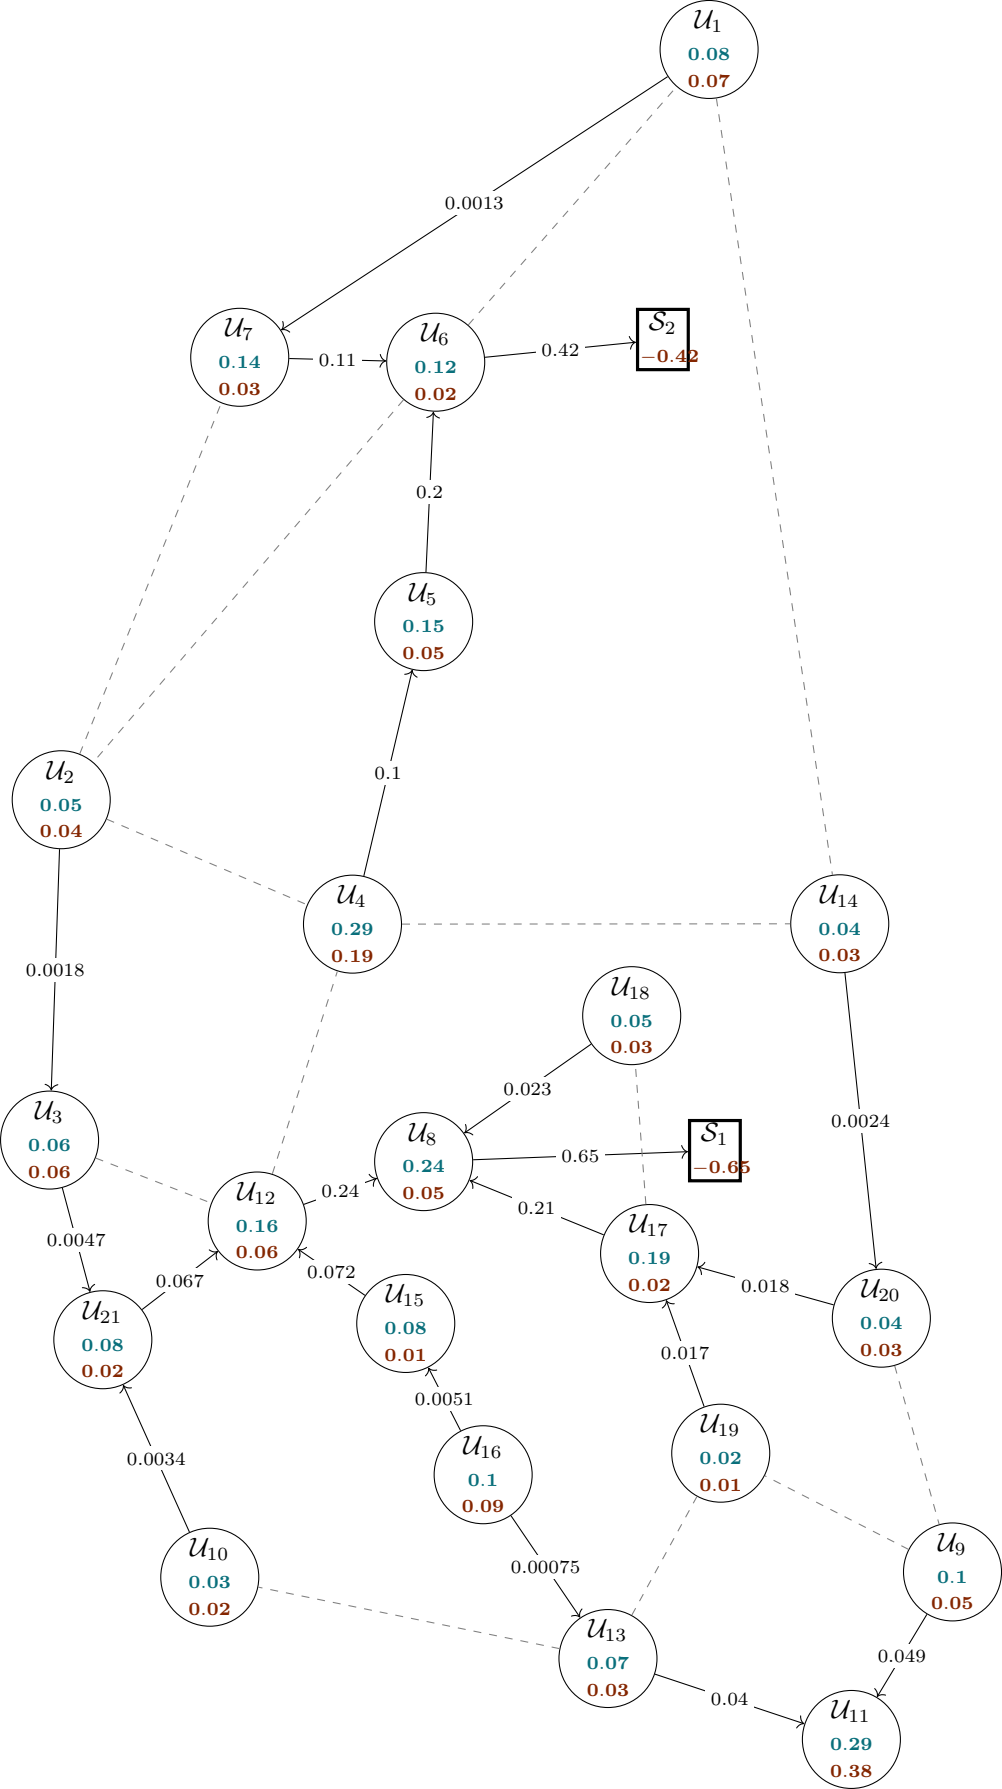 𝒰₁
0.08
0.07
0.0013
𝒰₇
0.14
0.03
0.11
𝒰₆
0.12
0.02
0.42
𝒮₂
−0.42
0.2
𝒰₅
0.15
0.05
0.1
𝒰₂
0.05
0.04
𝒰₄
0.29
0.19
𝒰₁₄
0.04
0.03
0.0018
𝒰₁₈
0.05
0.03
0.023
0.0024
𝒰₃
0.06
0.06
𝒰₈
0.24
0.05
0.65
𝒮₁
−0.65
𝒰₁₂
0.16
0.06
0.24
0.21
𝒰₁₇
0.19
0.02
0.0047
0.067
0.072
0.018
𝒰₂₁
0.08
0.02
𝒰₁₅
0.08
0.01
𝒰₂₀
0.04
0.03
0.017
0.0051
𝒰₁₉
0.02
0.01
0.0034
𝒰₁₆
0.1
0.09
𝒰₁₀
0.03
0.02
0.00075
𝒰₉
0.1
0.05
𝒰₁₃
0.07
0.03
0.049
0.04
𝒰₁₁
0.29
0.38